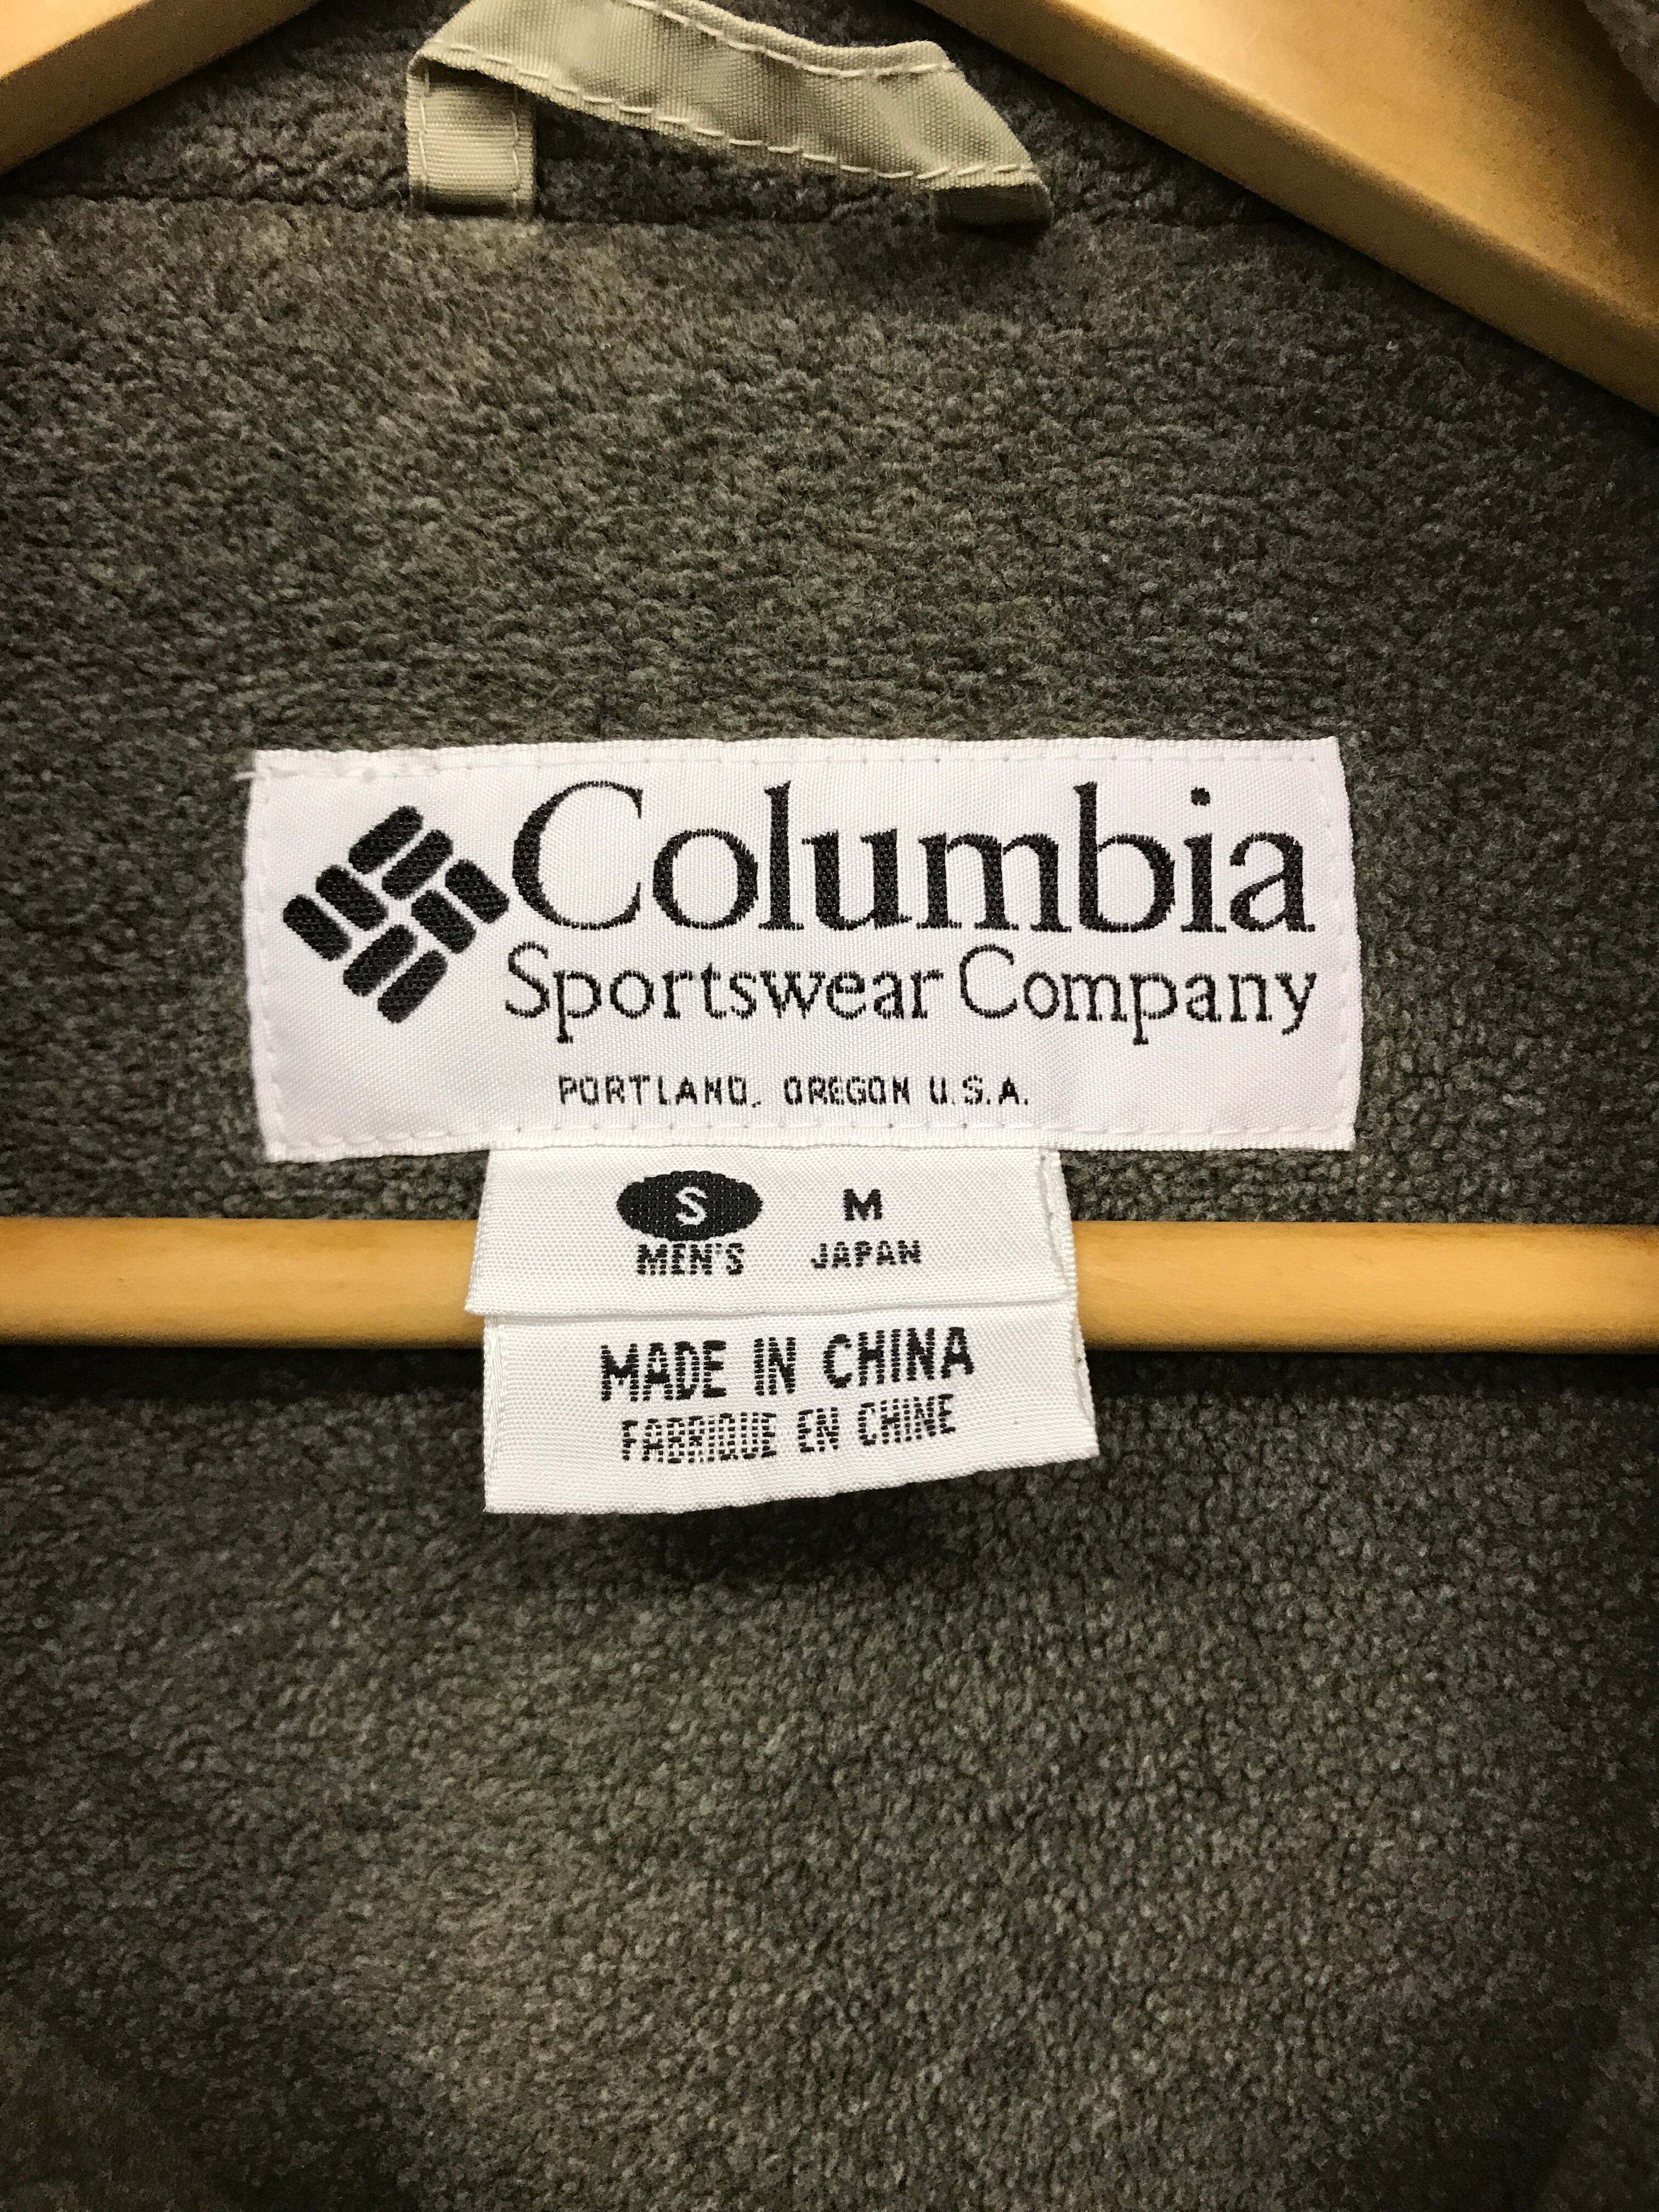 Columbia
Sportswear Company
PORTLAND, OREGON U.S.A.
S M
MEN'S JAPAN
MADE IN CHINA
FABRIQUE EN CHINE